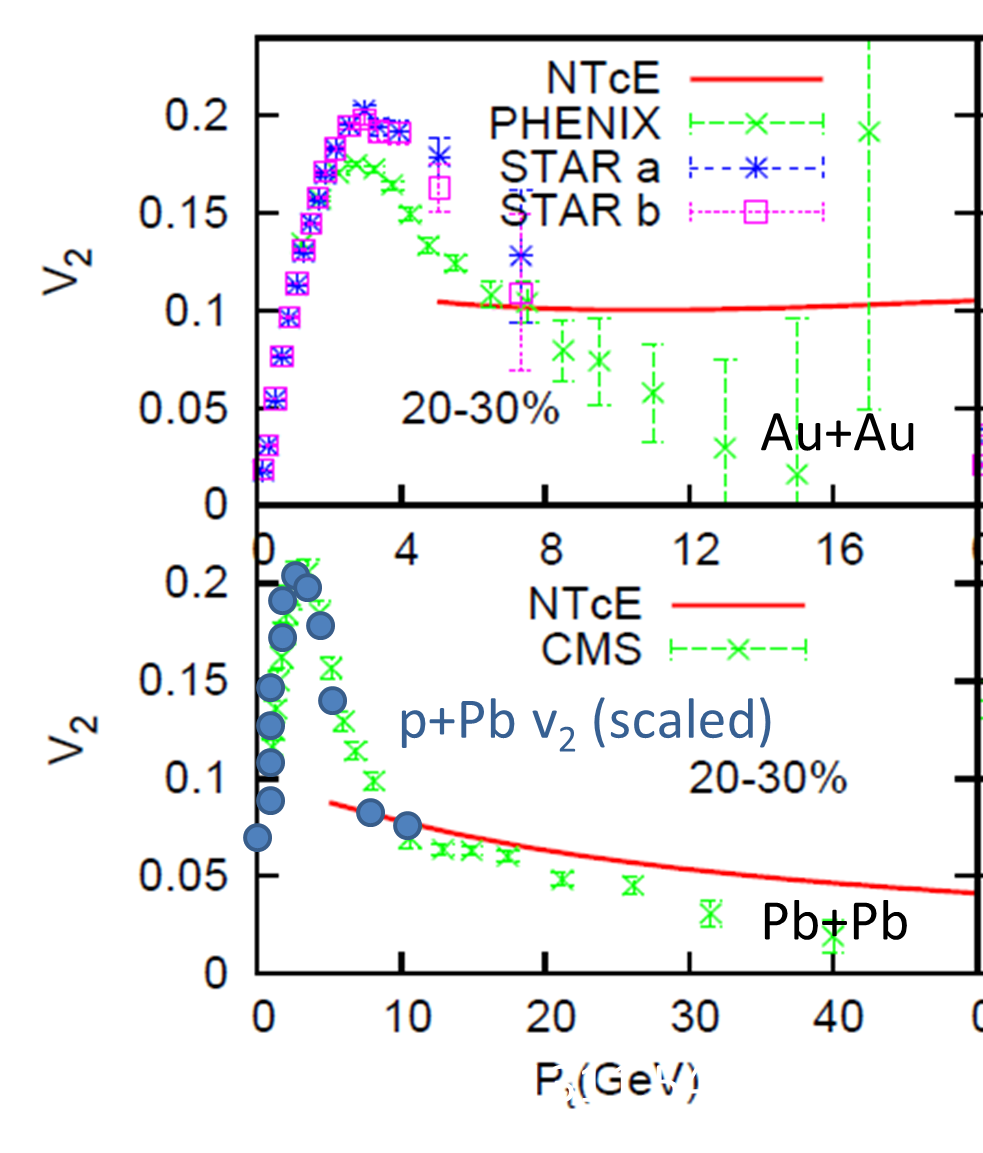 NTcE
0.2
PHENIX
STAR a
0.15
STAR b
V2
0.1
20-30%
0.05
Au+Au
0
0 4 8 12 16
0.2
NTcE
CMS
0.15
p+Pb v2 (scaled)
V2
20-30%
0.1
0.05
Pb+Pb
0
0 10 20 30 40
Pt(GeV)